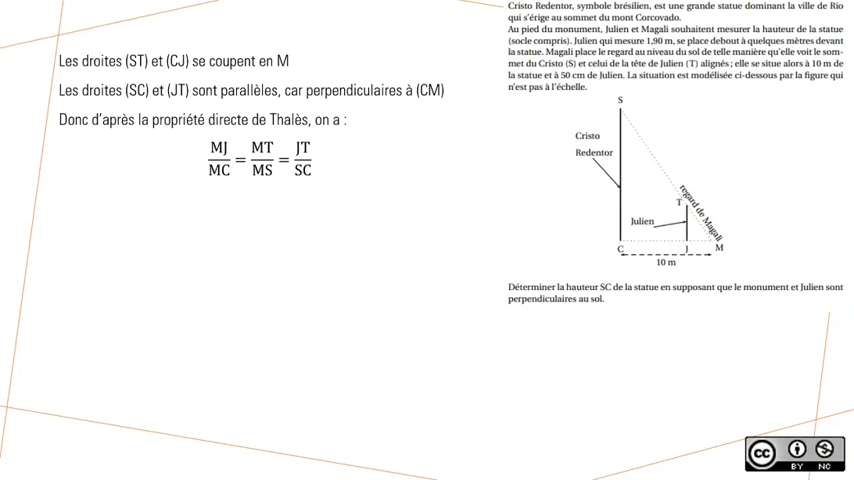 Les droites (ST) et (CJ) se coupent en M
Les droites (SC) et (JT) sont parallèles, car perpendiculaires à (CM)
Donc d'après la propriété directe de Thalès, on a :
MJ/MC = MT/MS = JT/SC
Cristo Redentor, symbole brésilien, est une grande statue dominant la ville de Rio
qui s'érige au sommet du mont Corcovado.
Au pied du monument, Julien et Magali souhaitent mesurer la hauteur de la statue
(socle compris). Julien qui mesure 1,90 m, se place debout à quelques mètres devant
la statue. Magali place le regard au niveau du sol de telle manière qu'elle voit le som-
met du Cristo (S) et celui de la tête de Julien (T) alignés ; elle se situe alors à 10 m de
la statue et à 50 cm de Julien. La situation est modélisée ci-dessous par la figure qui
n'est pas à l'échelle.
S
Cristo
Redentor
regard de Magali
T
Julien
C
J
M
10 m
Déterminer la hauteur SC de la statue en supposant que le monument et Julien sont
perpendiculaires au sol.
cc
BY NC